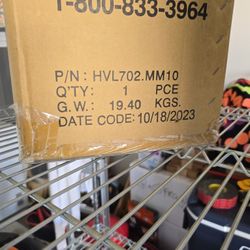 1-800-833-3964
P/N: HVL702.MM10
Q'TY: 1 PCE
G.W.: 19.40 KGS.
DATE CODE: 10/18/2023